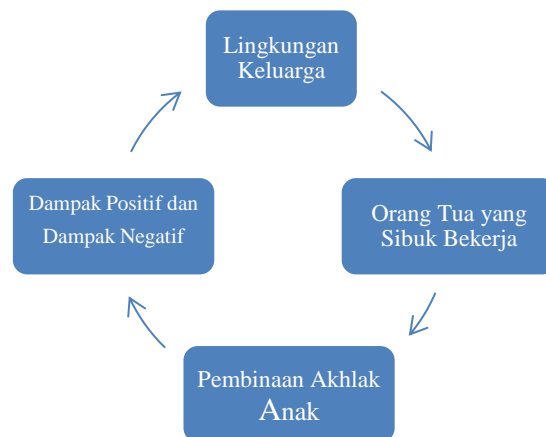 Lingkungan
Keluarga
Orang Tua yang
Sibuk Bekerja
Pembinaan Akhlak
Anak
Dampak Positif dan
Dampak Negatif